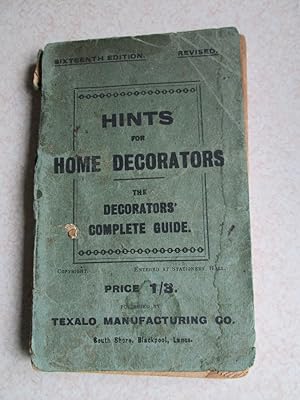 SIXTEENTH EDITION. REVISED.
HINTS
FOR
HOME DECORATORS
THE
DECORATORS'
COMPLETE GUIDE.
COPYRIGHT. ENTERED AT STATIONERS' HALL.
PRICE 1/3.
PUBLISHED BY
TEXALO MANUFACTURING CO.
South Shore, Blackpool, Lancs.